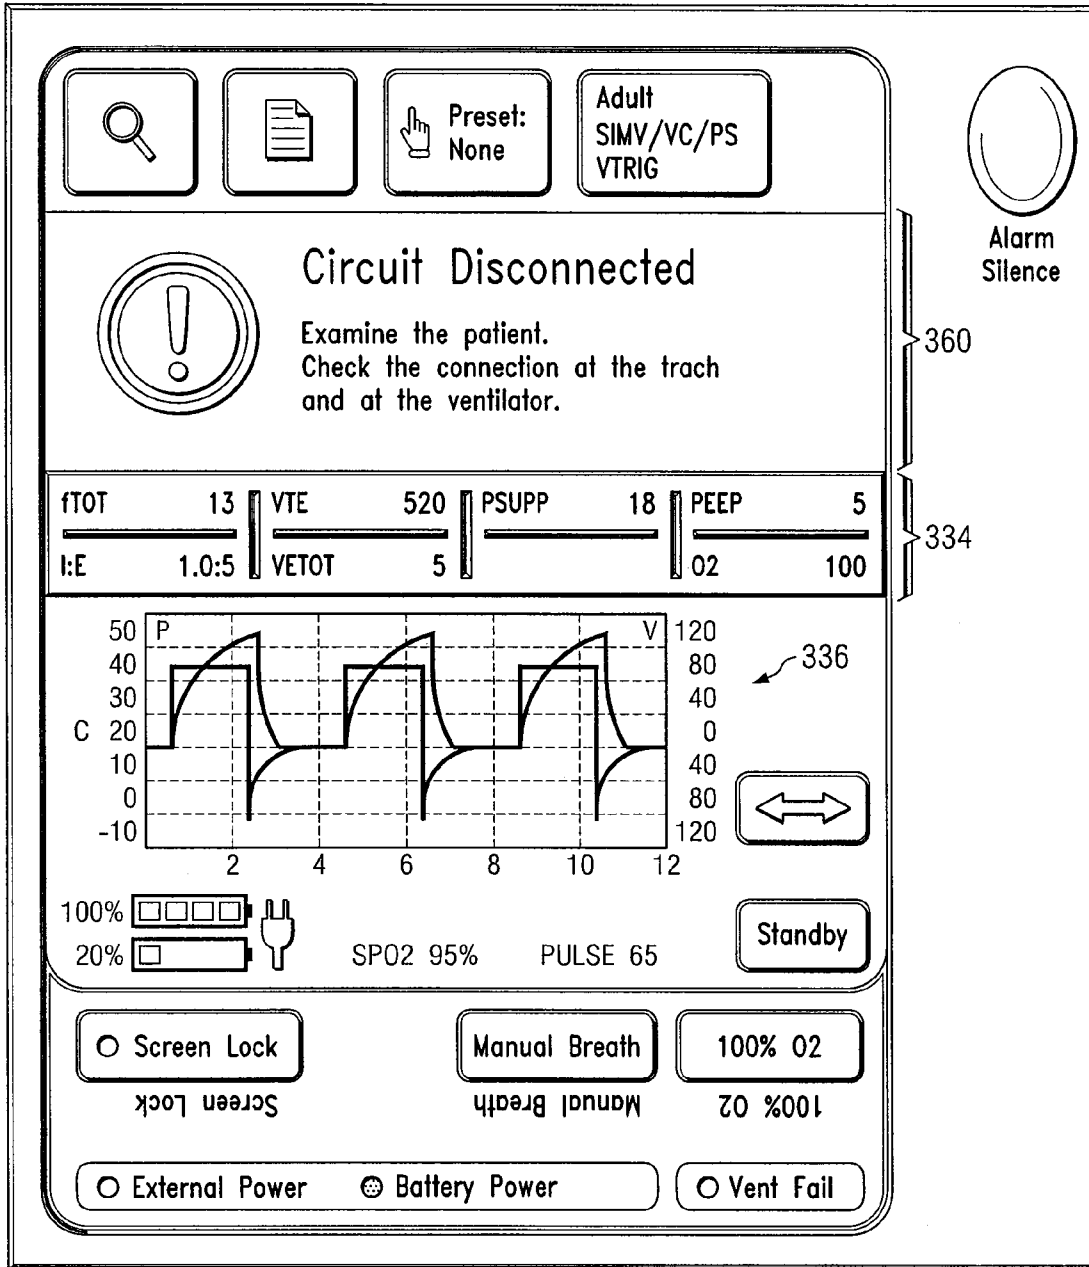 Preset:
None
Adult
SIMV/VC/PS
VTRIG
Alarm
Silence
Circuit Disconnected
Examine the patient.
Check the connection at the trach
and at the ventilator.
360
fTOT 13 VTE 520 PSUPP 18 PEEP 5
I:E 1.0:5 VETOT 5 O2 100
334
P V
50 120
40 80
30 40
C 20 0
10 40
0 80
-10 120
2 4 6 8 10 12
336
100%
20% SPO2 95% PULSE 65
Standby
Screen Lock Manual Breath 100% O2
Screen Lock Manual Breath 100% O2
External Power Battery Power Vent Fail